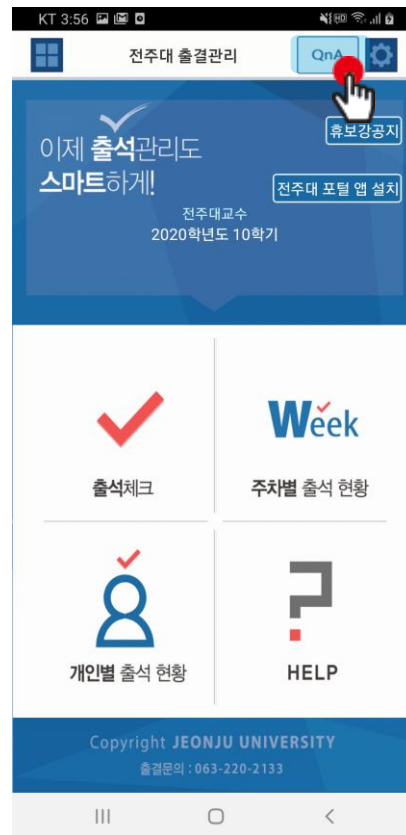 KT 3:56
전주대 출결관리
QnA
이제 출석관리도
스마트하게!
휴보강공지
전주대 포털 앱 설치
전주대교수
2020학년도 10학기
출석체크
Week
주차별 출석 현황
개인별 출석 현황
HELP
Copyright JEONJU UNIVERSITY
출결문의 : 063-220-2133